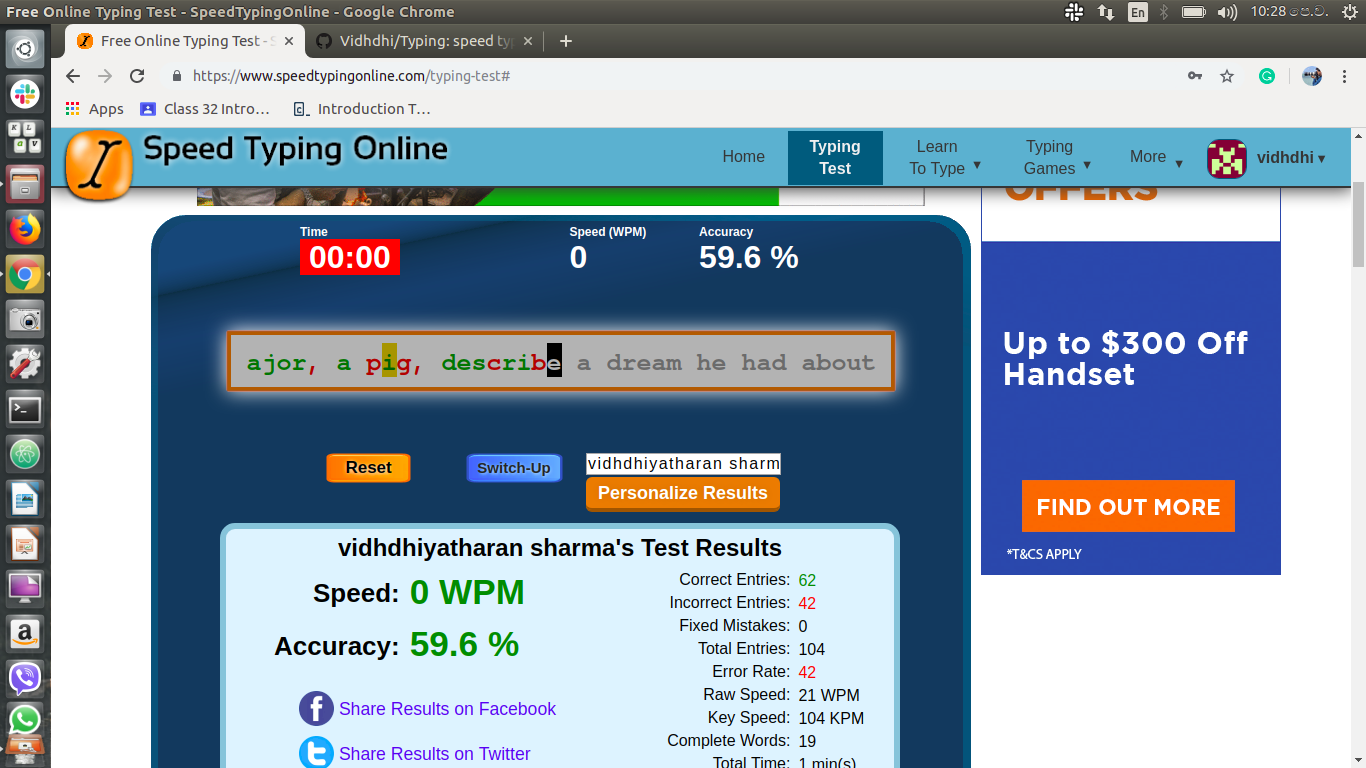 Free Online Typing Test - SpeedTypingOnline - Google Chrome
En
10:28 පෙ.ව.
Free Online Typing Test - S
Vidhdhi/Typing: speed ty
https://www.speedtypingonline.com/typing-test#
Apps
Class 32 Intro…
Introduction T…
Speed Typing Online
Home
Typing
Test
Learn
To Type ▼
Typing
Games ▼
More ▼
vidhdhi ▾
OFFERS
Time
00:00
Speed (WPM)
0
Accuracy
59.6 %
ajor, a pig, describe a dream he had about
Reset
Switch-Up
vidhdhiyatharan sharm
Personalize Results
vidhdhiyatharan sharma's Test Results
Speed: 0 WPM
Accuracy: 59.6 %
Share Results on Facebook
Share Results on Twitter
Correct Entries: 62
Incorrect Entries: 42
Fixed Mistakes: 0
Total Entries: 104
Error Rate: 42
Raw Speed: 21 WPM
Key Speed: 104 KPM
Complete Words: 19
Total Time: 1 min(s)
Up to $300 Off
Handset
FIND OUT MORE
*T&CS APPLY